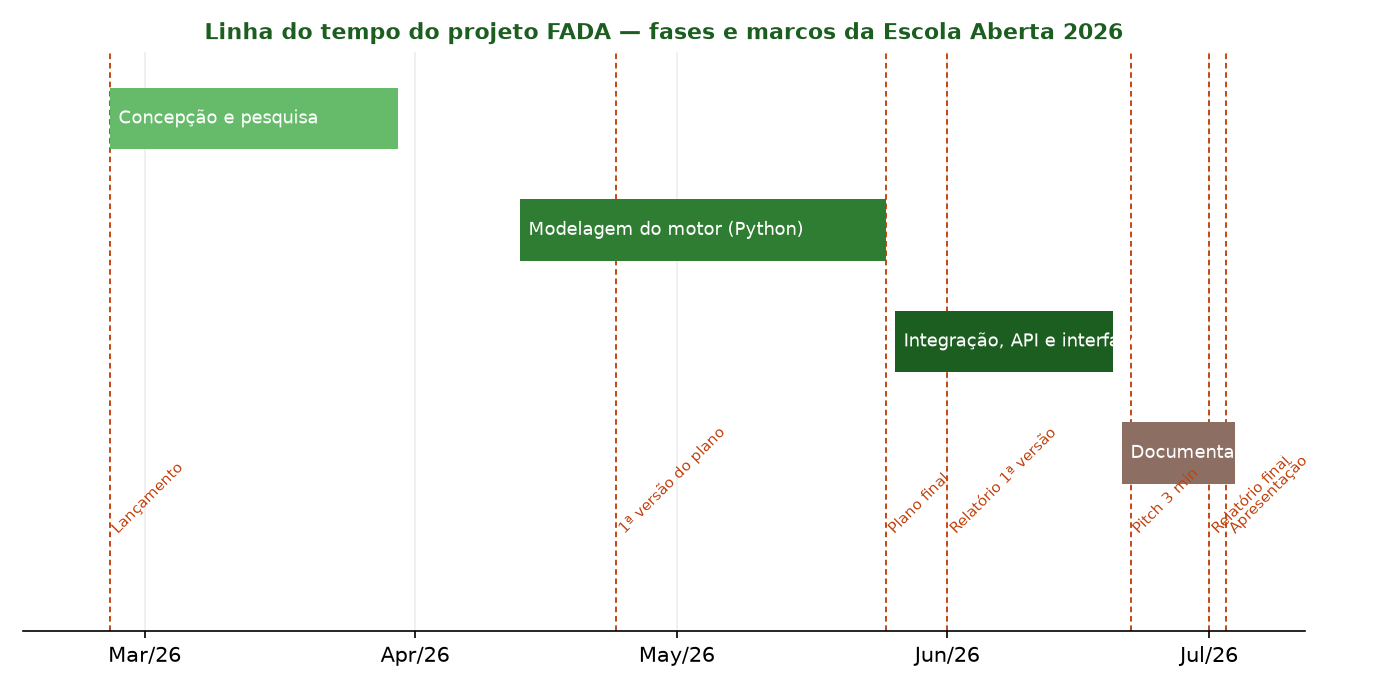 Linha do tempo do projeto FADA — fases e marcos da Escola Aberta 2026
Concepção e pesquisa
Modelagem do motor (Python)
Integração, API e interfa
Documenta
Lançamento
1ª versão do plano
Plano final
Relatório 1ª versão
Pitch 3 min
Relatório final
Apresentação
Mar/26
Apr/26
May/26
Jun/26
Jul/26